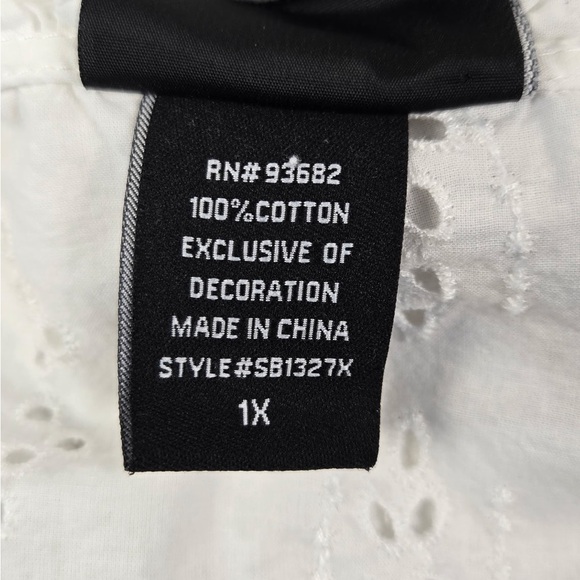 RN# 93682
100%COTTON
EXCLUSIVE OF
DECORATION
MADE IN CHINA
STYLE#SB1327X
1X